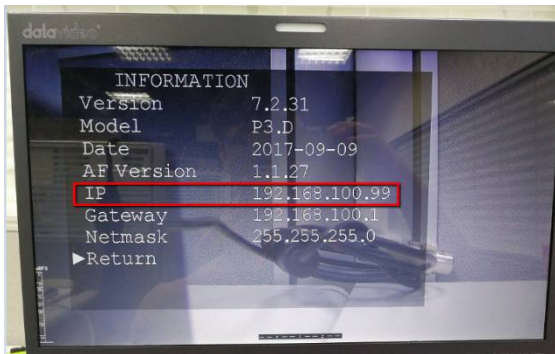 datavideo
INFORMATION
Version 7.2.31
Model P3.D
Date 2017-09-09
AF Version 1.1.27
IP 192.168.100.99
Gateway 192.168.100.1
Netmask 255.255.255.0
▶Return